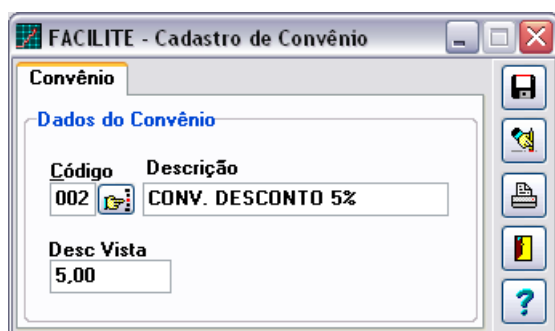 FACILITE - Cadastro de Convênio
Convênio
Dados do Convênio
Código Descrição
002 CONV. DESCONTO 5%
Desc Vista
5,00
?